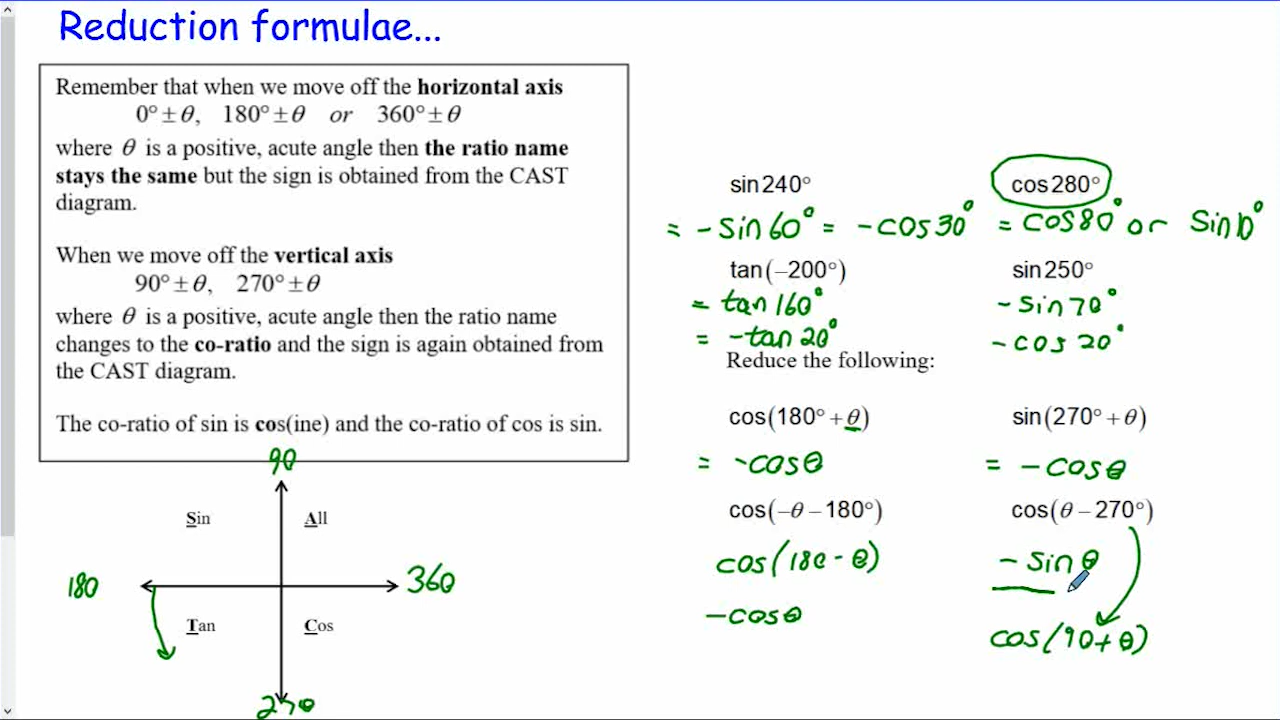 Reduction formulae...
Remember that when we move off the horizontal axis
0° ± θ, 180° ± θ or 360° ± θ
where θ is a positive, acute angle then the ratio name
stays the same but the sign is obtained from the CAST
diagram.
When we move off the vertical axis
90° ± θ, 270° ± θ
where θ is a positive, acute angle then the ratio name
changes to the co-ratio and the sign is again obtained from
the CAST diagram.
The co-ratio of sin is cos(ine) and the co-ratio of cos is sin.
90
Sin All
180 360
Tan Cos
270
sin 240° cos 280°
= -sin 60° = -cos 30° = cos 80° or sin 10°
tan(−200°) sin 250°
= tan 160° -sin 70°
= -tan 20° -cos 20°
Reduce the following:
cos(180° + θ) sin(270° + θ)
= -cosθ = -cosθ
cos(−θ − 180°) cos(θ − 270°)
cos(180 - θ) -sinθ
-cosθ cos(90 + θ)